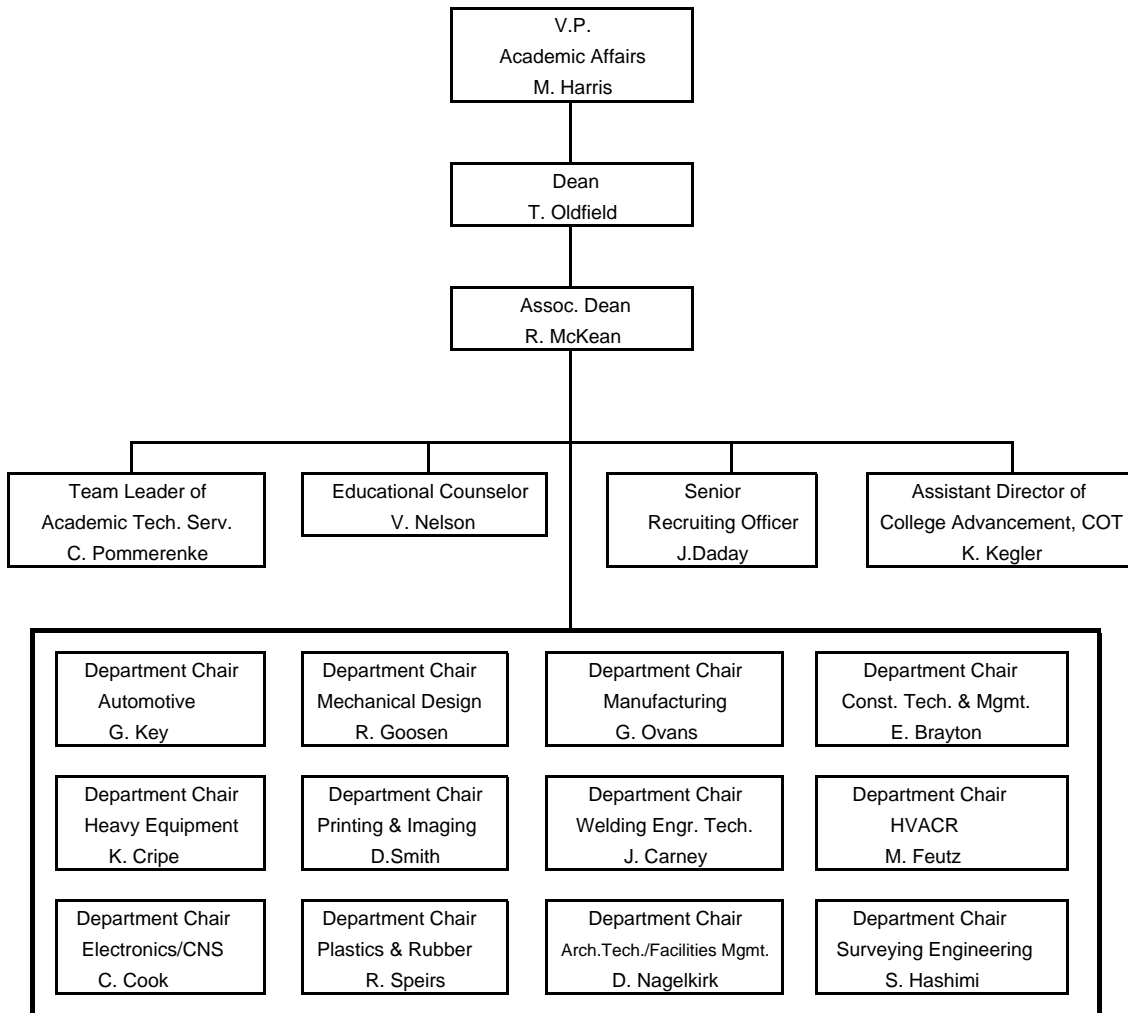 V.P.
Academic Affairs
M. Harris
Dean
T. Oldfield
Assoc. Dean
R. McKean
Team Leader of
Academic Tech. Serv.
C. Pommerenke
Educational Counselor
V. Nelson
Senior
Recruiting Officer
J.Daday
Assistant Director of
College Advancement, COT
K. Kegler
Department Chair
Automotive
G. Key
Department Chair
Mechanical Design
R. Goosen
Department Chair
Manufacturing
G. Ovans
Department Chair
Const. Tech. & Mgmt.
E. Brayton
Department Chair
Heavy Equipment
K. Cripe
Department Chair
Printing & Imaging
D.Smith
Department Chair
Welding Engr. Tech.
J. Carney
Department Chair
HVACR
M. Feutz
Department Chair
Electronics/CNS
C. Cook
Department Chair
Plastics & Rubber
R. Speirs
Department Chair
Arch.Tech./Facilities Mgmt.
D. Nagelkirk
Department Chair
Surveying Engineering
S. Hashimi